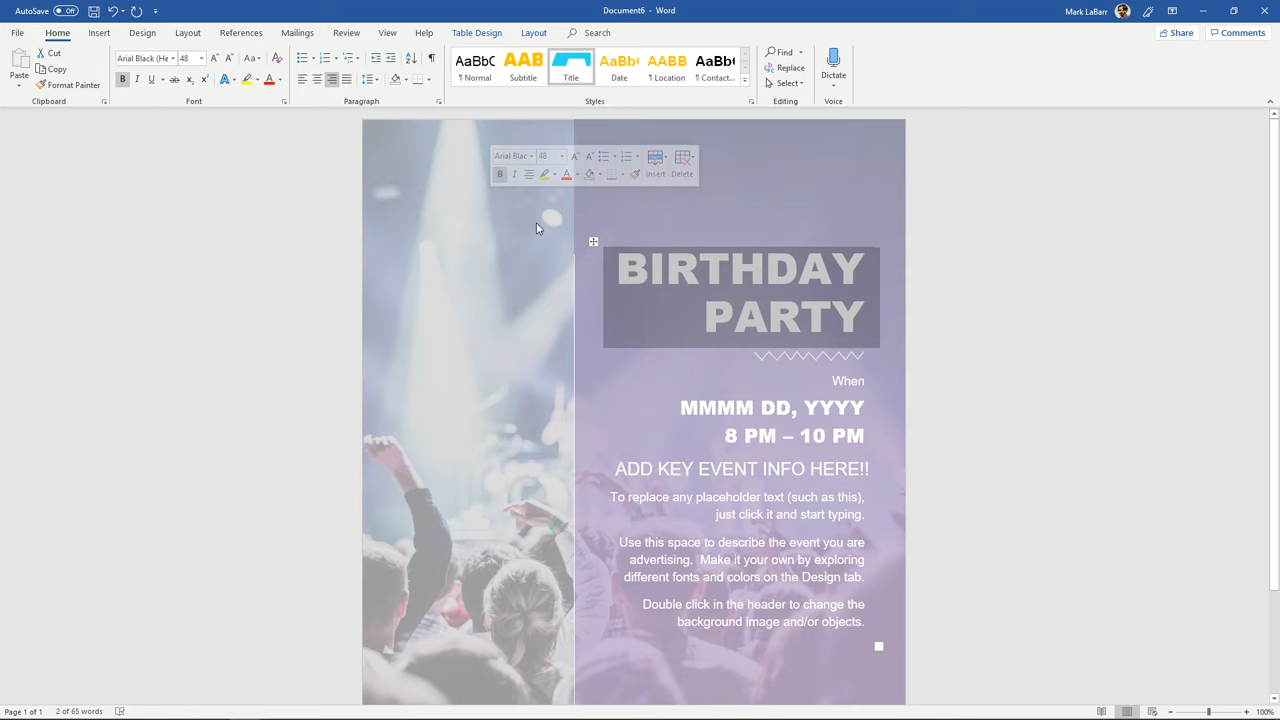 AutoSave Off
Document6 - Word
Mark LaBarr
File Home Insert Draw Design Layout References Mailings Review View Help Table Design Layout Search
Share Comments
Paste
Cut
Copy
Format Painter
Clipboard
Arial Black (He 48
Font
Paragraph
AaBbC AAB AaBb AABB AaBbC
¶ Normal Subtitle Title ¶ Date ¶ Location ¶ Contact...
Styles
Find
Replace
Select
Editing
Dictate
Voice
Arial Blac 48
Insert Delete
BIRTHDAY
PARTY
When
MMMM DD, YYYY
8 PM – 10 PM
ADD KEY EVENT INFO HERE!!
To replace any placeholder text (such as this),
just click it and start typing.
Use this space to describe the event you are
advertising. Make it your own by exploring
different fonts and colors on the Design tab.
Double click in the header to change the
background image and/or objects.
Page 1 of 1 2 of 65 words
100%